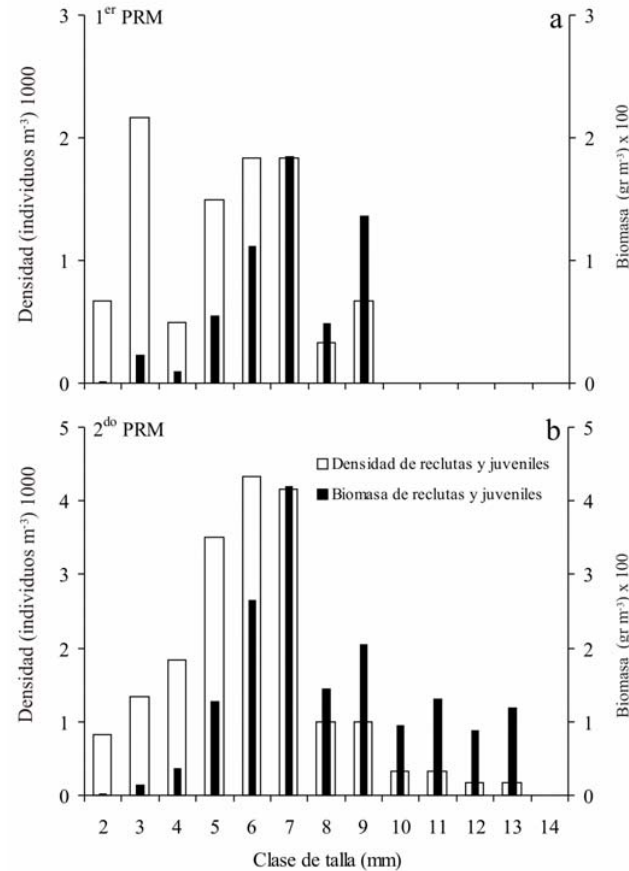 1er PRM
a
3
2
1
0
Densidad (individuos m-3) 1000
3
2
1
0
Biomasa (gr m-3) x 100
2do PRM
b
Densidad de reclutas y juveniles
Biomasa de reclutas y juveniles
5
4
3
2
1
0
Densidad (individuos m-3) 1000
5
4
3
2
1
0
Biomasa (gr m-3) x 100
2 3 4 5 6 7 8 9 10 11 12 13 14
Clase de talla (mm)